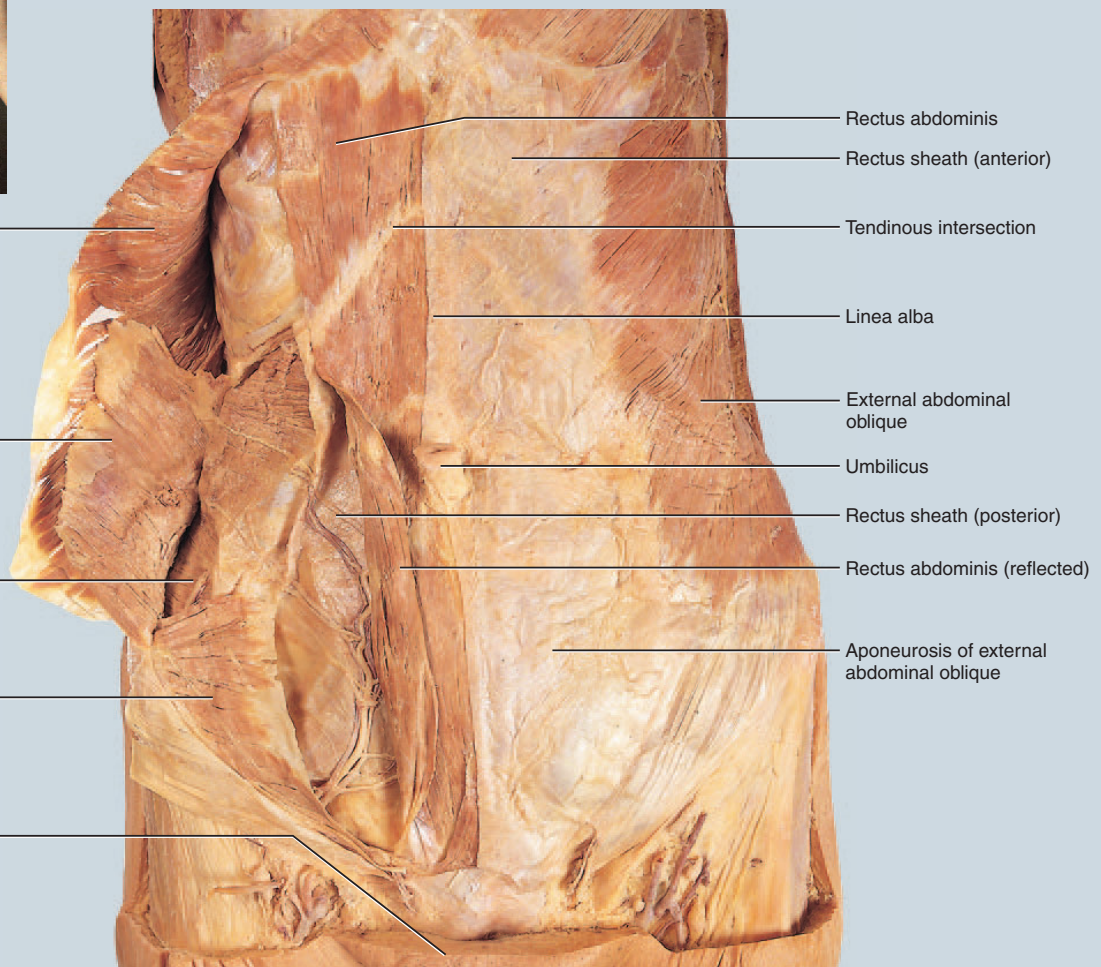 Rectus abdominis
Rectus sheath (anterior)
Tendinous intersection
Linea alba
External abdominal
oblique
Umbilicus
Rectus sheath (posterior)
Rectus abdominis (reflected)
Aponeurosis of external
abdominal oblique